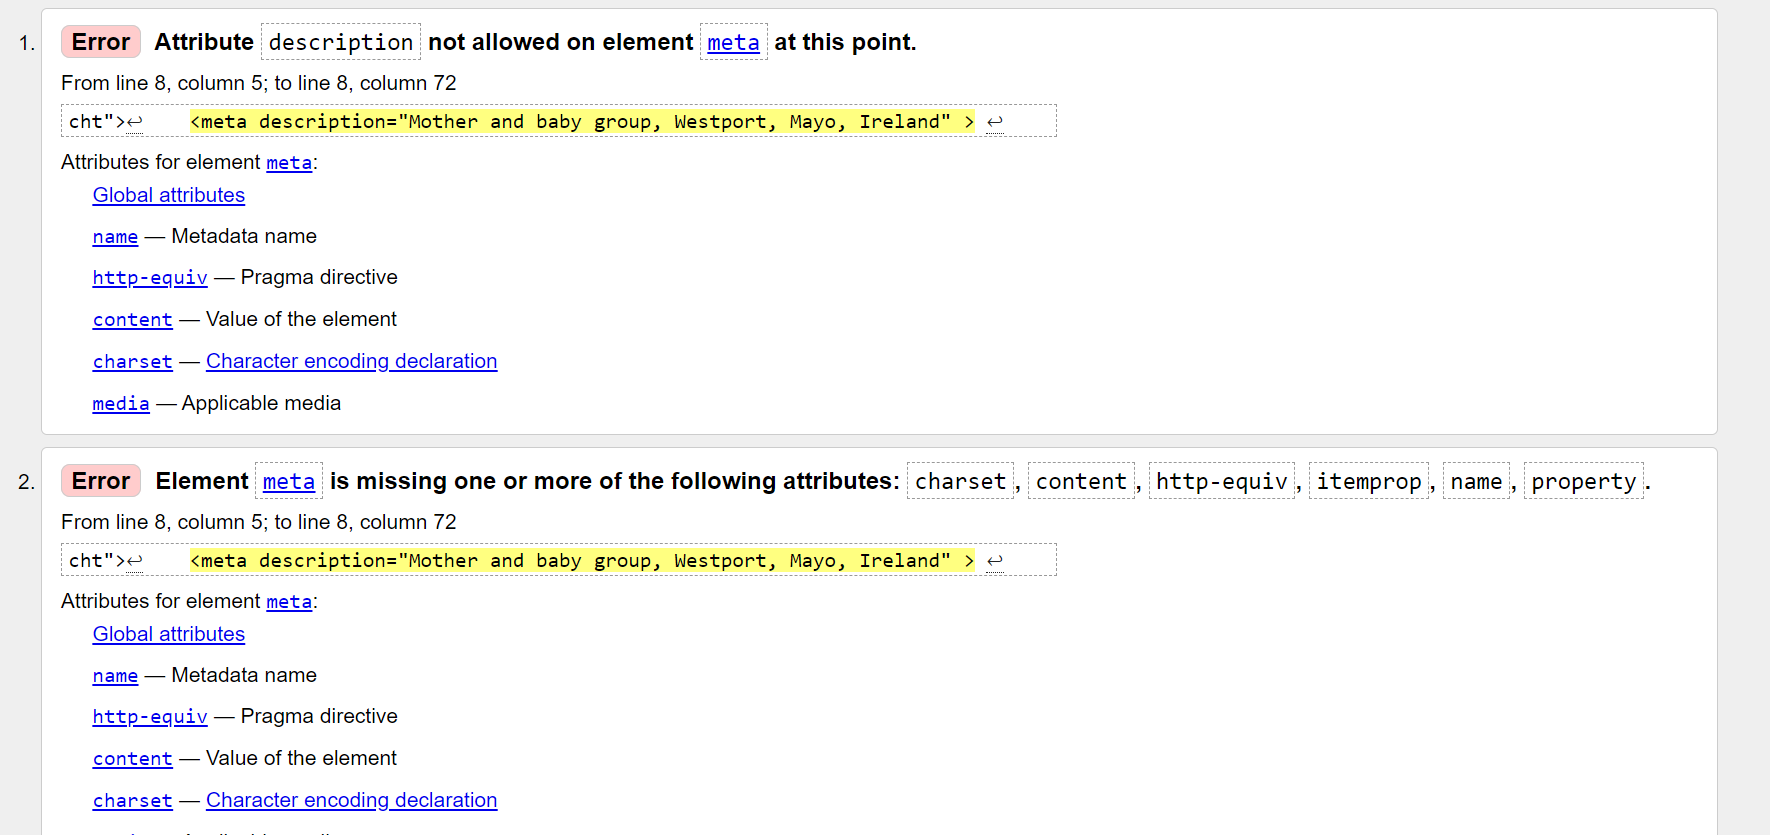 1. Error Attribute description not allowed on element meta at this point.
From line 8, column 5; to line 8, column 72
cht">↩    <meta description="Mother and baby group, Westport, Mayo, Ireland" > ↩
Attributes for element meta:
Global attributes
name — Metadata name
http-equiv — Pragma directive
content — Value of the element
charset — Character encoding declaration
media — Applicable media
2. Error Element meta is missing one or more of the following attributes: charset, content, http-equiv, itemprop, name, property.
From line 8, column 5; to line 8, column 72
cht">↩    <meta description="Mother and baby group, Westport, Mayo, Ireland" > ↩
Attributes for element meta:
Global attributes
name — Metadata name
http-equiv — Pragma directive
content — Value of the element
charset — Character encoding declaration